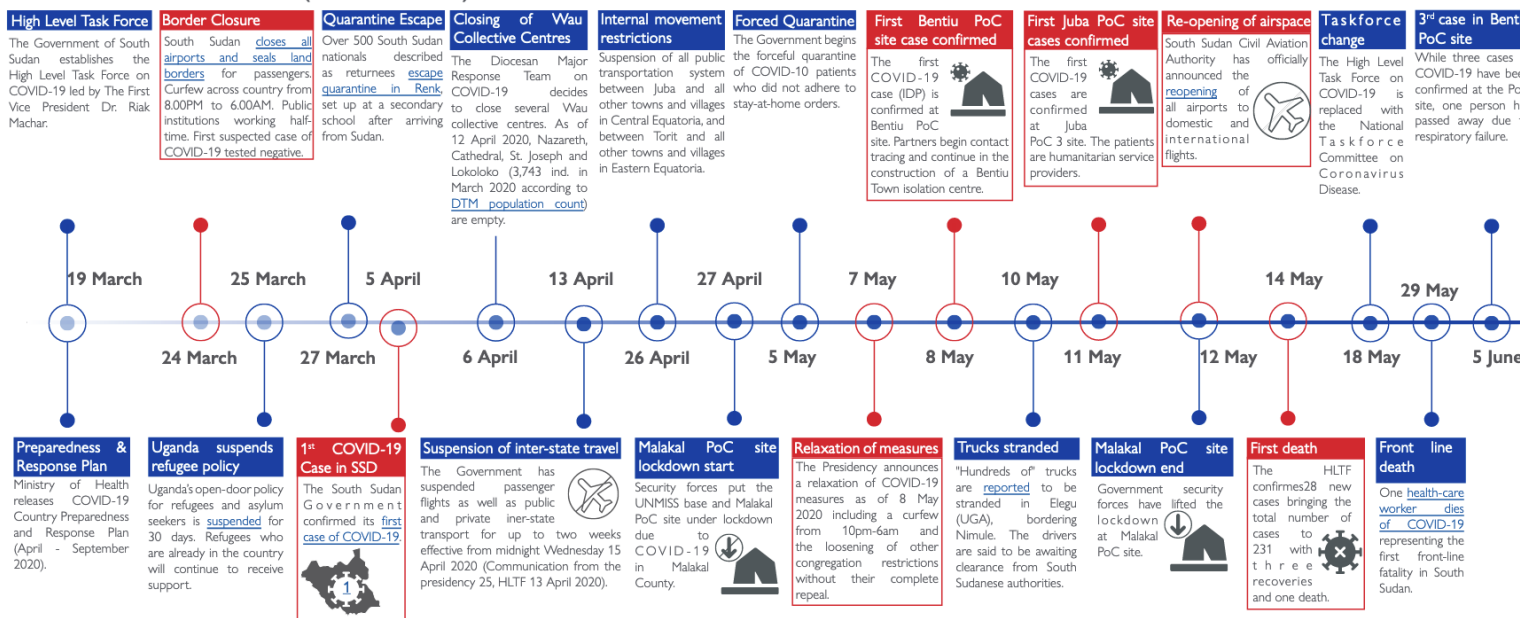 High Level Task Force
The Government of South
Sudan establishes the
High Level Task Force on
COVID-19 led by The First
Vice President Dr. Riak
Machar.
Border Closure
South Sudan closes all
airports and seals land
borders for passengers.
Curfew across country from
8.00PM to 6.00AM. Public
institutions working half-
time. First suspected case of
COVID-19 tested negative.
Quarantine Escape
Over 500 South Sudan
nationals described
as returnees escape
quarantine in Renk,
set up at a secondary
school after arriving
from Sudan.
Closing of Wau
Collective Centres
The Diocesan Major
Response Team on
COVID-19 decides
to close several Wau
collective centres. As of
12 April 2020, Nazareth,
Cathedral, St. Joseph and
Lokoloko (3,743 ind. in
March 2020 according to
DTM population count)
are empty.
Internal movement
restrictions
Suspension of all public
transportation system
between Juba and all
other towns and villages
in Central Equatoria, and
between Torit and all
other towns and villages
in Eastern Equatoria.
Forced Quarantine
The Government begins
the forceful quarantine
of COVID-10 patients
who did not adhere to
stay-at-home orders.
First Bentiu PoC
site case confirmed
The first
COVID-19
case (IDP) is
confirmed at
Bentiu PoC
site. Partners begin contact
tracing and continue in the
construction of a Bentiu
Town isolation centre.
First Juba PoC site
cases confirmed
The first
COVID-19
cases are
confirmed
at Juba
PoC 3 site. The patients
are humanitarian service
providers.
Re-opening of airspace
South Sudan Civil Aviation
Authority has officially
announced the
reopening of
all airports to
domestic and
international
flights.
Taskforce
change
The High Level
Task Force on
COVID-19 is
replaced with
the National
Taskforce
Committee on
Coronavirus
Disease.
3rd case in Bent
PoC site
While three cases
COVID-19 have bee
confirmed at the Po
site, one person h
passed away due
respiratory failure.
19 March
25 March
5 April
13 April
27 April
7 May
10 May
14 May
29 May
24 March
27 March
6 April
26 April
5 May
8 May
11 May
12 May
18 May
5 June
Preparedness &
Response Plan
Ministry of Health
releases COVID-19
Country Preparedness
and Response Plan
(April - September
2020).
Uganda suspends
refugee policy
Uganda's open-door policy
for refugees and asylum
seekers is suspended for
30 days. Refugees who
are already in the country
will continue to receive
support.
1st COVID-19
Case in SSD
The South Sudan
Government
confirmed its first
case of COVID-19.
1
Suspension of inter-state travel
The Government has
suspended passenger
flights as well as public
and private iner-state
transport for up to two weeks
effective from midnight Wednesday 15
April 2020 (Communication from the
presidency 25, HLTF 13 April 2020).
Malakal PoC site
lockdown start
Security forces put the
UNMISS base and Malakal
PoC site under lockdown
due to
COVID-19
in Malakal
County.
Relaxation of measures
The Presidency announces
a relaxation of COVID-19
measures as of 8 May
2020 including a curfew
from 10pm-6am and
the loosening of other
congregation restrictions
without their complete
repeal.
Trucks stranded
"Hundreds of" trucks
are reported to be
stranded in Elegu
(UGA), bordering
Nimule. The drivers
are said to be awaiting
clearance from South
Sudanese authorities.
Malakal PoC site
lockdown end
Government security
forces have lifted the
lockdown
at Malakal
PoC site.
First death
The HLTF
confirmes28 new
cases bringing the
total number of
cases to
231 with
three
recoveries
and one death.
Front line
death
One health-care
worker dies
of COVID-19
representing the
first front-line
fatality in South
Sudan.